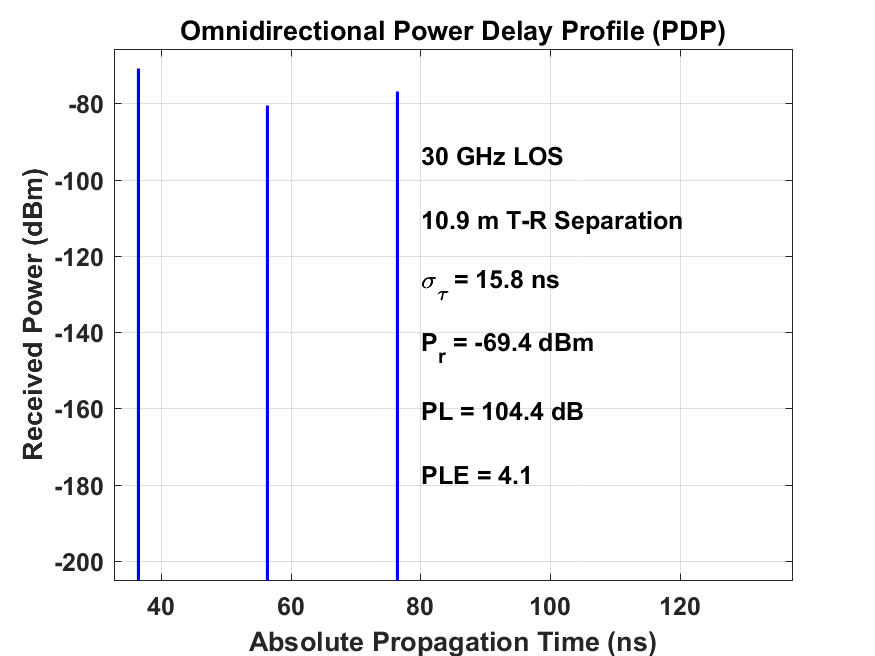 Omnidirectional Power Delay Profile (PDP)
Received Power (dBm)
-80
-100
-120
-140
-160
-180
-200
30 GHz LOS
10.9 m T-R Separation
σ_τ = 15.8 ns
P_r = -69.4 dBm
PL = 104.4 dB
PLE = 4.1
40 60 80 100 120
Absolute Propagation Time (ns)